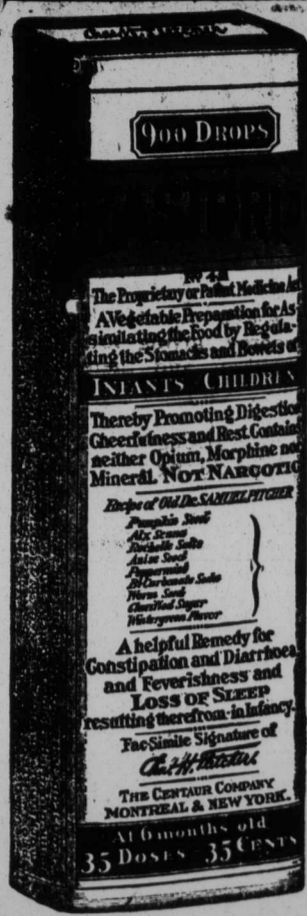 900 DROPS
CASTORIA
The Proprietary or Patent Medicine Act
A Vegetable Preparation for As-
similating the Food by Regula-
ting the Stomachs and Bowels of
INFANTS CHILDREN
Thereby Promoting Digestion
Cheerfulness and Rest. Contains
neither Opium, Morphine nor
Mineral. NOT NARCOTIC
Recipe of Old Dr. SAMUEL PITCHER
Pumpkin Seed
Alx Senna
Rochelle Salts
Anise Seed
Peppermint
Bi Carbonate Soda
Worm Seed
Clarified Sugar
Wintergreen Flavor
A helpful Remedy for
Constipation and Diarrhoea
and Feverishness and
LOSS OF SLEEP
resulting therefrom in Infancy.
Fac Simile Signature of
Chas. H. Fletcher
THE CENTAUR COMPANY
MONTREAL & NEW YORK.
At 6 months old
35 DOSES - 35 CENTS